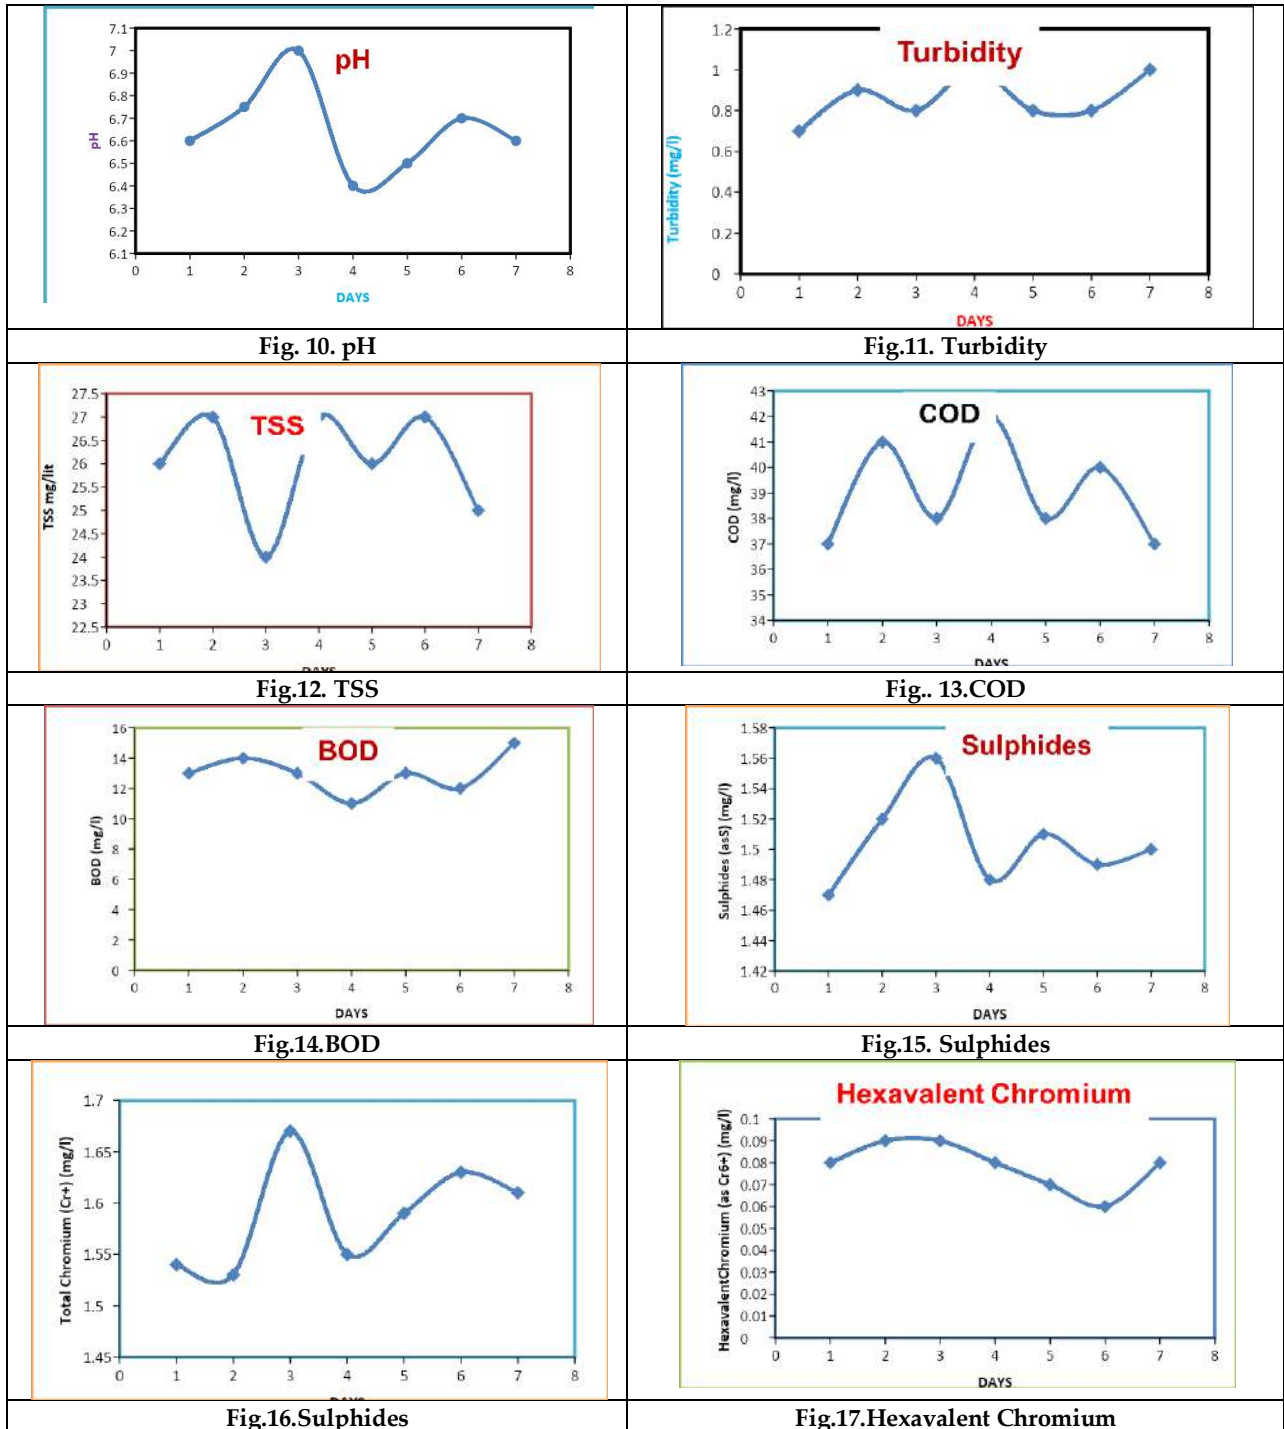 pH
7.1
7
6.9
6.8
6.7
6.6
6.5
6.4
6.3
6.2
6.1
pH
0 1 2 3 4 5 6 7 8
DAYS
Fig. 10. pH
Turbidity
1.2
1
0.8
0.6
0.4
0.2
0
Turbidity (mg/l)
0 1 2 3 4 5 6 7 8
DAYS
Fig.11. Turbidity
TSS
27.5
27
26.5
26
25.5
25
24.5
24
23.5
23
22.5
TSS mg/lit
0 1 2 3 4 5 6 7 8
DAYS
Fig.12. TSS
COD
43
42
41
40
39
38
37
36
35
34
COD (mg/l)
0 1 2 3 4 5 6 7 8
DAYS
Fig.. 13.COD
BOD
16
14
12
10
8
6
4
2
0
BOD (mg/l)
0 1 2 3 4 5 6 7 8
DAYS
Fig.14.BOD
Sulphides
1.58
1.56
1.54
1.52
1.5
1.48
1.46
1.44
1.42
Sulphides (asS) (mg/l)
0 1 2 3 4 5 6 7 8
DAYS
Fig.15. Sulphides
1.7
1.65
1.6
1.55
1.5
1.45
Total Chromium (Cr+) (mg/l)
0 1 2 3 4 5 6 7 8
Fig.16.Sulphides
Hexavalent Chromium
0.1
0.09
0.08
0.07
0.06
0.05
0.04
0.03
0.02
0.01
0
HexavalentChromium (as Cr6+) (mg/l)
0 1 2 3 4 5 6 7 8
DAYS
Fig.17.Hexavalent Chromium